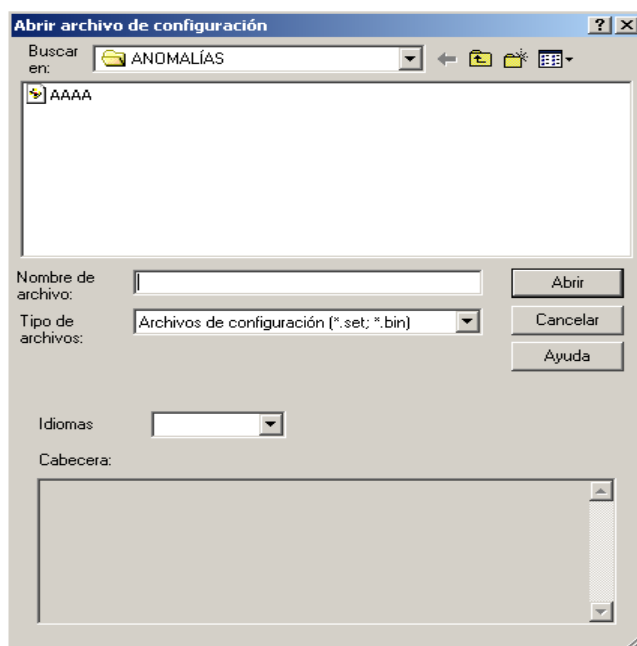 Abrir archivo de configuración
Buscar en:
ANOMALÍAS
AAAA
Nombre de archivo:
Abrir
Tipo de archivos:
Archivos de configuración (*.set; *.bin)
Cancelar
Ayuda
Idiomas
Cabecera: